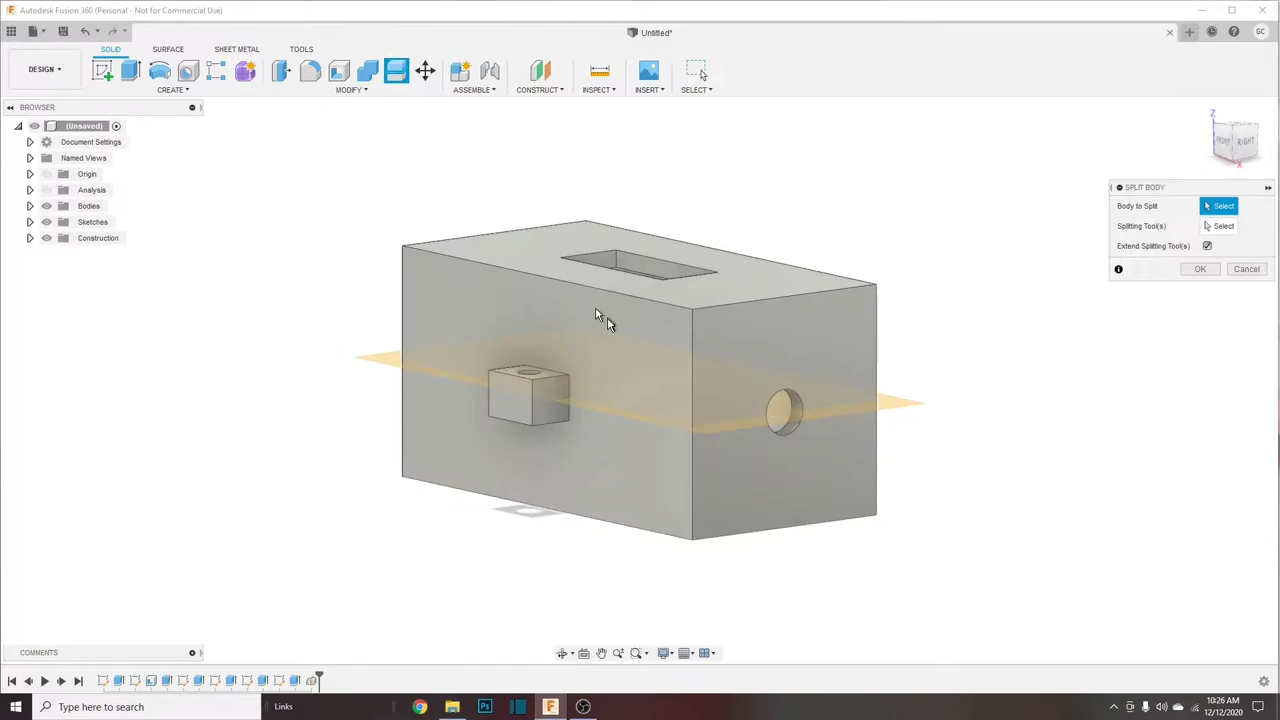 Autodesk Fusion 360 (Personal - Not for Commercial Use)
Untitled*
GC
DESIGN
SOLID
SURFACE
SHEET METAL
TOOLS
CREATE
MODIFY
ASSEMBLE
CONSTRUCT
INSPECT
INSERT
SELECT
BROWSER
(Unsaved)
Document Settings
Named Views
Origin
Analysis
Bodies
Sketches
Construction
Z
FRONT
RIGHT
X
SPLIT BODY
Body to Split
Select
Splitting Tool(s)
Select
Extend Splitting Tool(s)
OK
Cancel
COMMENTS
Type here to search
Links
10:26 AM
12/12/2020